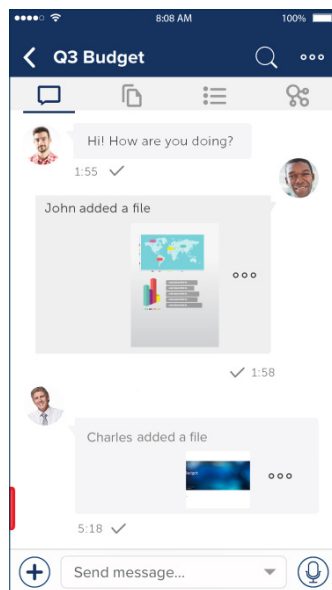 8:08 AM 100%
Q3 Budget
Hi! How are you doing?
1:55
John added a file
1:58
Charles added a file
5:18
Send message...